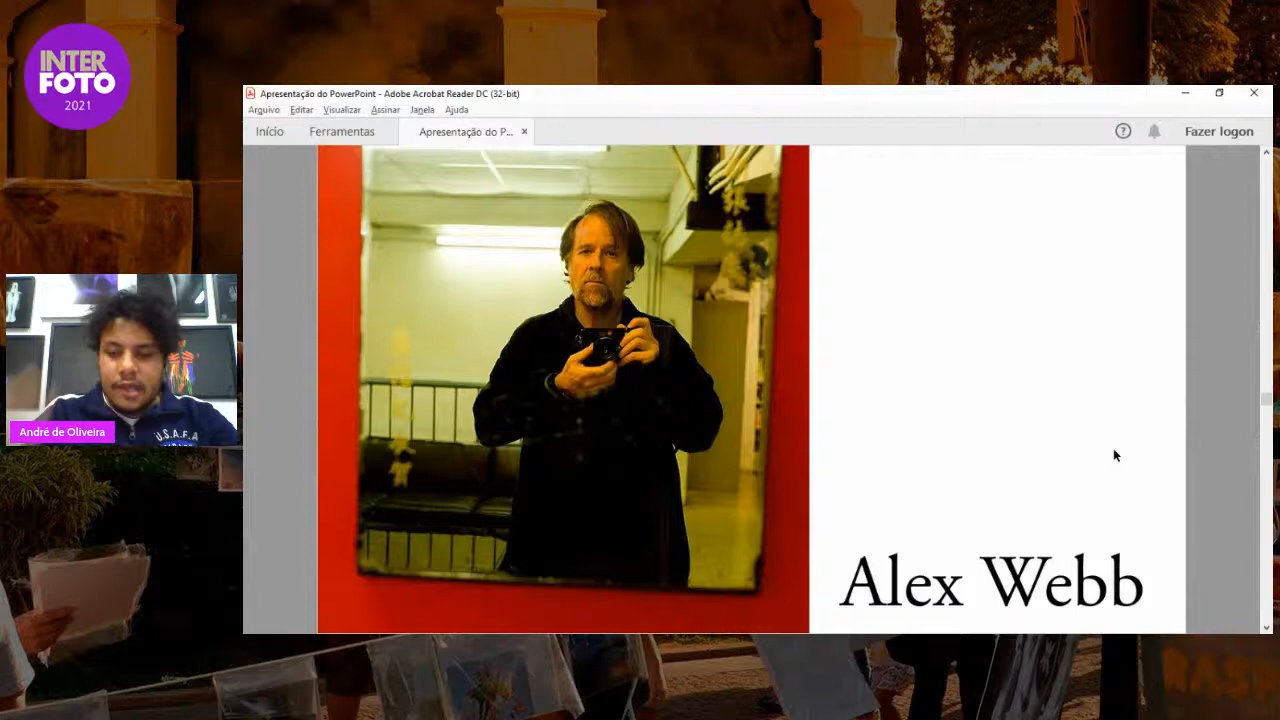 INTER
FOTO
2021
Apresentação do PowerPoint - Adobe Acrobat Reader DC (32-bit)
Arquivo Editar Visualizar Assinar Janela Ajuda
Início Ferramentas Apresentação do P... × ? Fazer logon
André de Oliveira
U.S.A.F.A
Alex Webb